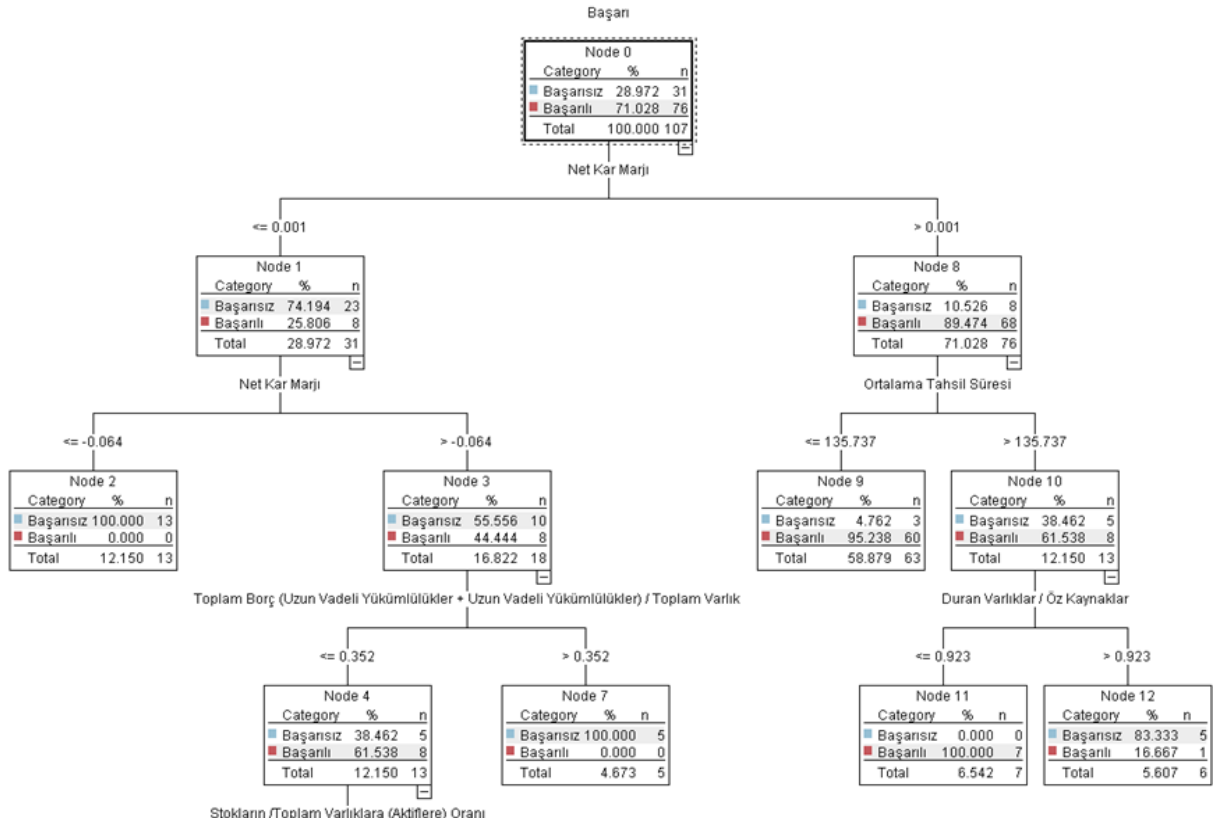 Başarı
Node 0
Category % n
Başarısız 28.972 31
Başarılı 71.028 76
Total 100.000 107
Net Kar Marjı
<= 0.001
> 0.001
Node 1
Category % n
Başarısız 74.194 23
Başarılı 25.806 8
Total 28.972 31
Node 8
Category % n
Başarısız 10.526 8
Başarılı 89.474 68
Total 71.028 76
Net Kar Marjı
Ortalama Tahsil Süresi
<= -0.064
> -0.064
<= 135.737
> 135.737
Node 2
Category % n
Başarısız 100.000 13
Başarılı 0.000 0
Total 12.150 13
Node 3
Category % n
Başarısız 55.556 10
Başarılı 44.444 8
Total 16.822 18
Node 9
Category % n
Başarısız 4.762 3
Başarılı 95.238 60
Total 58.879 63
Node 10
Category % n
Başarısız 38.462 5
Başarılı 61.538 8
Total 12.150 13
Toplam Borç (Uzun Vadeli Yükümlülükler + Uzun Vadeli Yükümlülükler) / Toplam Varlık
Duran Varlıklar / Öz Kaynaklar
<= 0.352
> 0.352
<= 0.923
> 0.923
Node 4
Category % n
Başarısız 38.462 5
Başarılı 61.538 8
Total 12.150 13
Node 7
Category % n
Başarısız 100.000 5
Başarılı 0.000 0
Total 4.673 5
Node 11
Category % n
Başarısız 0.000 0
Başarılı 100.000 7
Total 6.542 7
Node 12
Category % n
Başarısız 83.333 5
Başarılı 16.667 1
Total 5.607 6
Stokların /Toplam Varlıklara (Aktiflere) Oranı